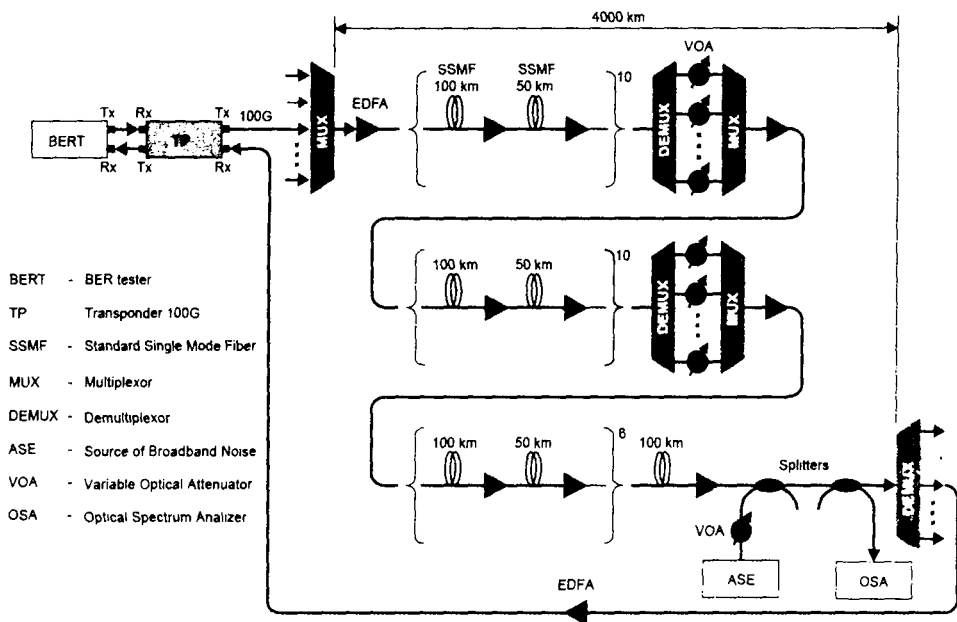 4000 km
VOA
SSMF
100 km
SSMF
50 km
10
EDFA
MUX
DEMUX
MUX
Tx
Rx
Tx
100G
BERT
TP
Rx
Tx
Rx
100 km
50 km
10
DEMUX
MUX
BERT - BER tester
TP Transponder 100G
SSMF - Standard Single Mode Fiber
MUX - Multiplexor
DEMUX - Demultiplexor
ASE - Source of Broadband Noise
VOA - Variable Optical Attenuator
OSA - Optical Spectrum Analizer
100 km
50 km
6
100 km
Splitters
DEMUX
VOA
ASE
OSA
EDFA